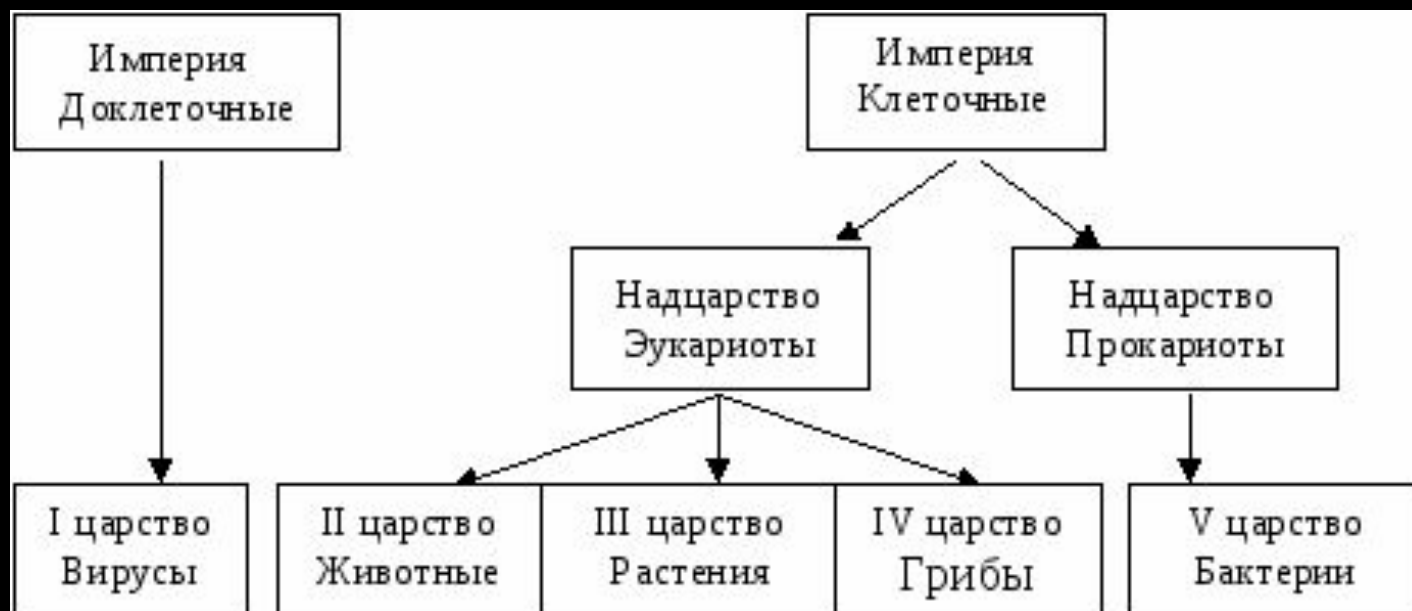 Империя
Доклеточные
Империя
Клеточные
Надцарство
Эукариоты
Надцарство
Прокариоты
I царство
Вирусы
II царство
Животные
III царство
Растения
IV царство
Грибы
V царство
Бактерии